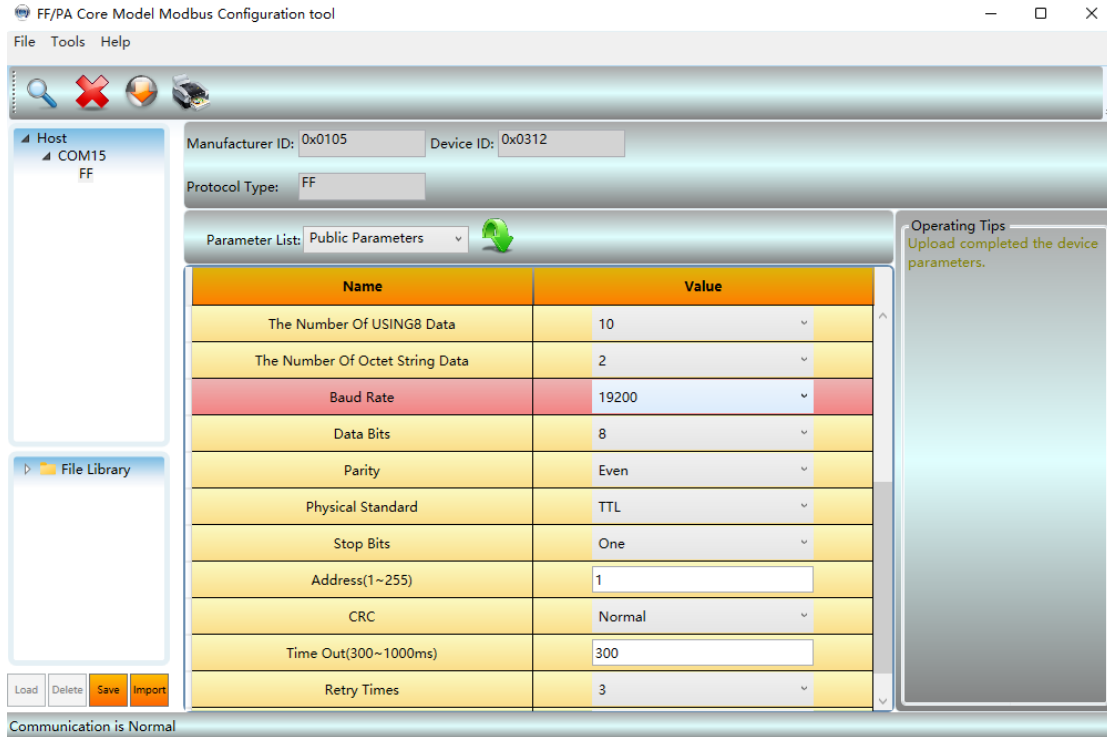 FF/PA Core Model Modbus Configuration tool
File Tools Help
Host
COM15
FF
Manufacturer ID: 0x0105 Device ID: 0x0312
Protocol Type: FF
Parameter List: Public Parameters
Operating Tips
Upload completed the device
parameters.
Name Value
The Number Of USING8 Data 10
The Number Of Octet String Data 2
Baud Rate 19200
Data Bits 8
Parity Even
Physical Standard TTL
Stop Bits One
Address(1~255) 1
CRC Normal
Time Out(300~1000ms) 300
Retry Times 3
File Library
Load Delete Save Import
Communication is Normal